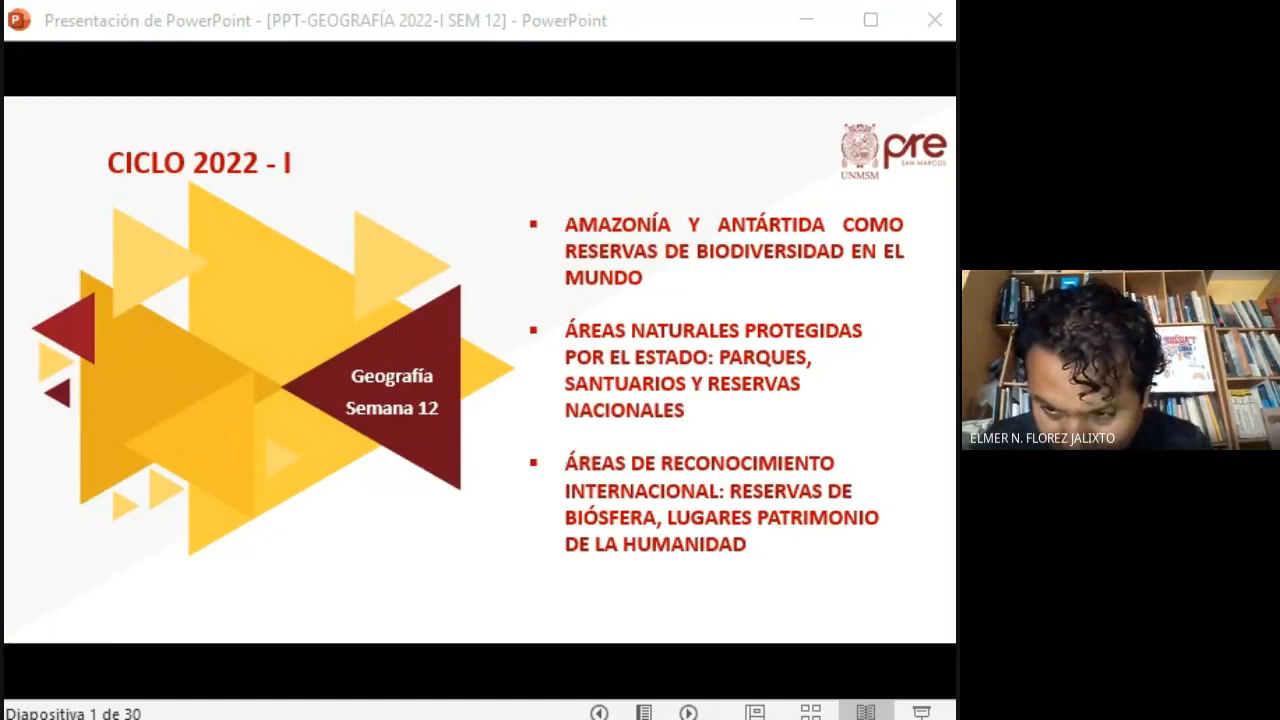 Presentación de PowerPoint - [PPT-GEOGRAFÍA 2022-I SEM 12] - PowerPoint
CICLO 2022 - I
UNMSM
pre
SAN MARCOS
AMAZONÍA Y ANTÁRTIDA COMO
RESERVAS DE BIODIVERSIDAD EN EL
MUNDO
ÁREAS NATURALES PROTEGIDAS
POR EL ESTADO: PARQUES,
SANTUARIOS Y RESERVAS
NACIONALES
ÁREAS DE RECONOCIMIENTO
INTERNACIONAL: RESERVAS DE
BIÓSFERA, LUGARES PATRIMONIO
DE LA HUMANIDAD
Geografía
Semana 12
RUSSIA
ELMER N. FLOREZ JALIXTO
Diapositiva 1 de 30